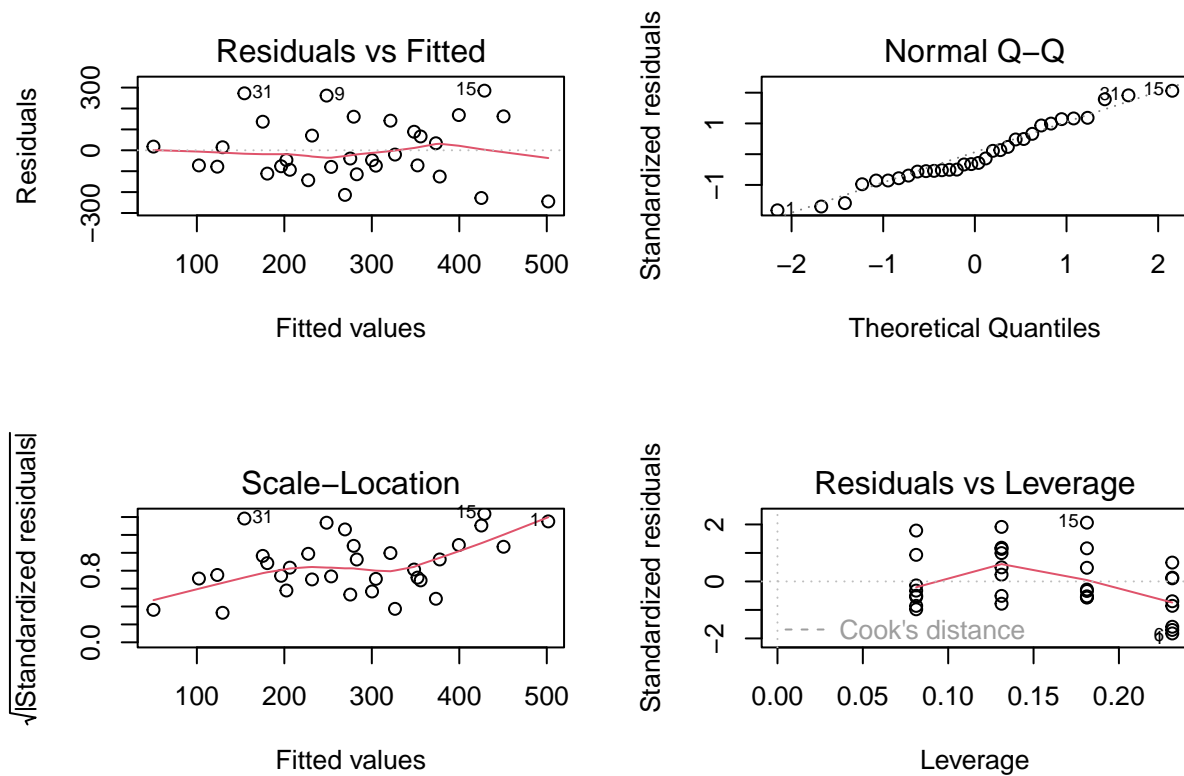 Residuals vs Fitted
Residuals
300
0
−300
31
9
15
100 200 300 400 500
Fitted values
Normal Q−Q
Standardized residuals
1
−1
31
15
1
−2 −1 0 1 2
Theoretical Quantiles
Scale−Location
√|Standardized residuals|
0.8
0.0
31
15
1
100 200 300 400 500
Fitted values
Residuals vs Leverage
Standardized residuals
2
0
−2
15
1
Cook's distance
0.00 0.05 0.10 0.15 0.20
Leverage